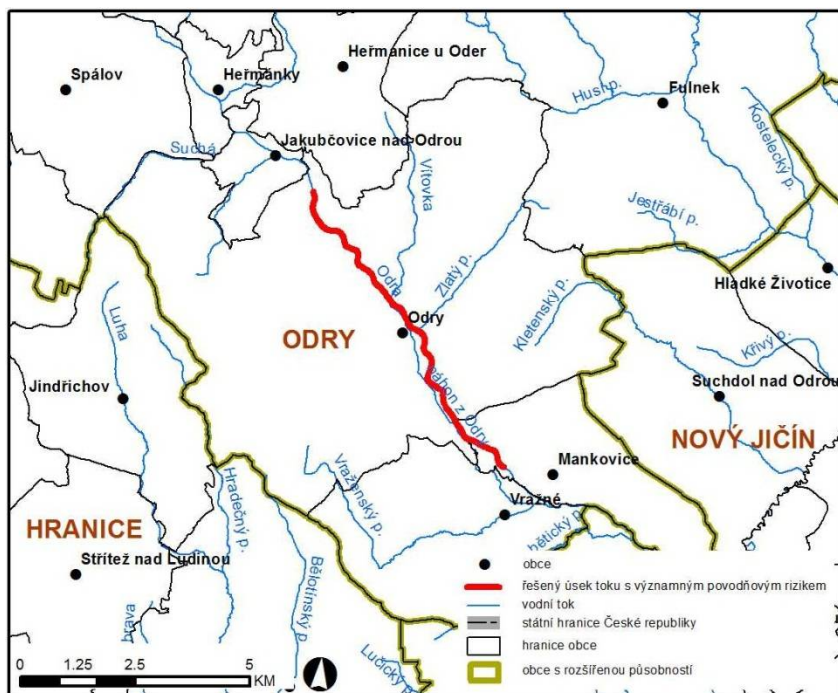 Heřmanice u Oder
Spálov
Heřmánky
Husí p.
Fulnek
Kostelecký p.
Suchá
Jakubčovice nad Odrou
Vítovka
Jestřábí p.
Odra
Zlatý p.
Hladké Životice
Kletenský p.
Luha
ODRY
Odry
Křivý p.
Jindřichov
Suchdol nad Odrou
náhon z Odry
NOVÝ JIČÍN
Vraženský p.
Mankovice
Hradečný p.
Vražné
HRANICE
Střítež nad Ludinou
Bělotínský p.
obce
řešený úsek toku s významným povodňovým rizikem
vodní tok
státní hranice České republiky
hranice obce
obce s rozšířenou působností
Lučický p.
0 1.25 2.5 5
KM